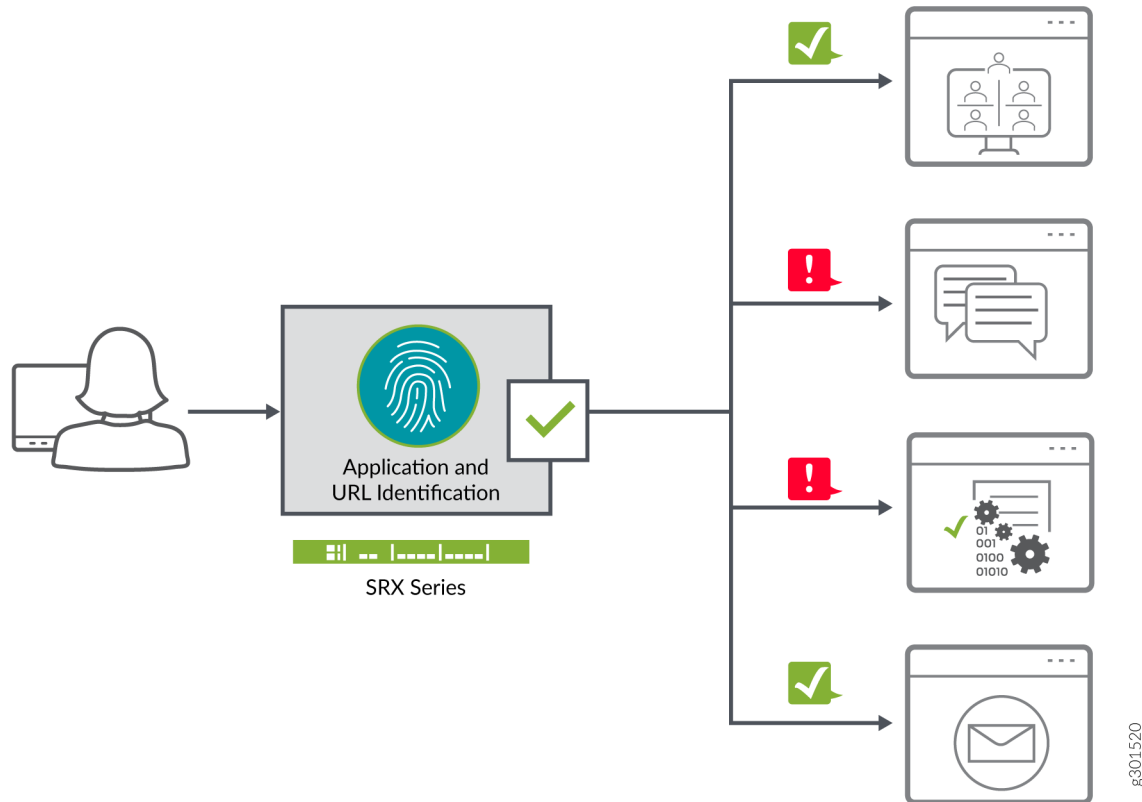 Application and
URL Identification
SRX Series
01
001
0100
01010
g301520